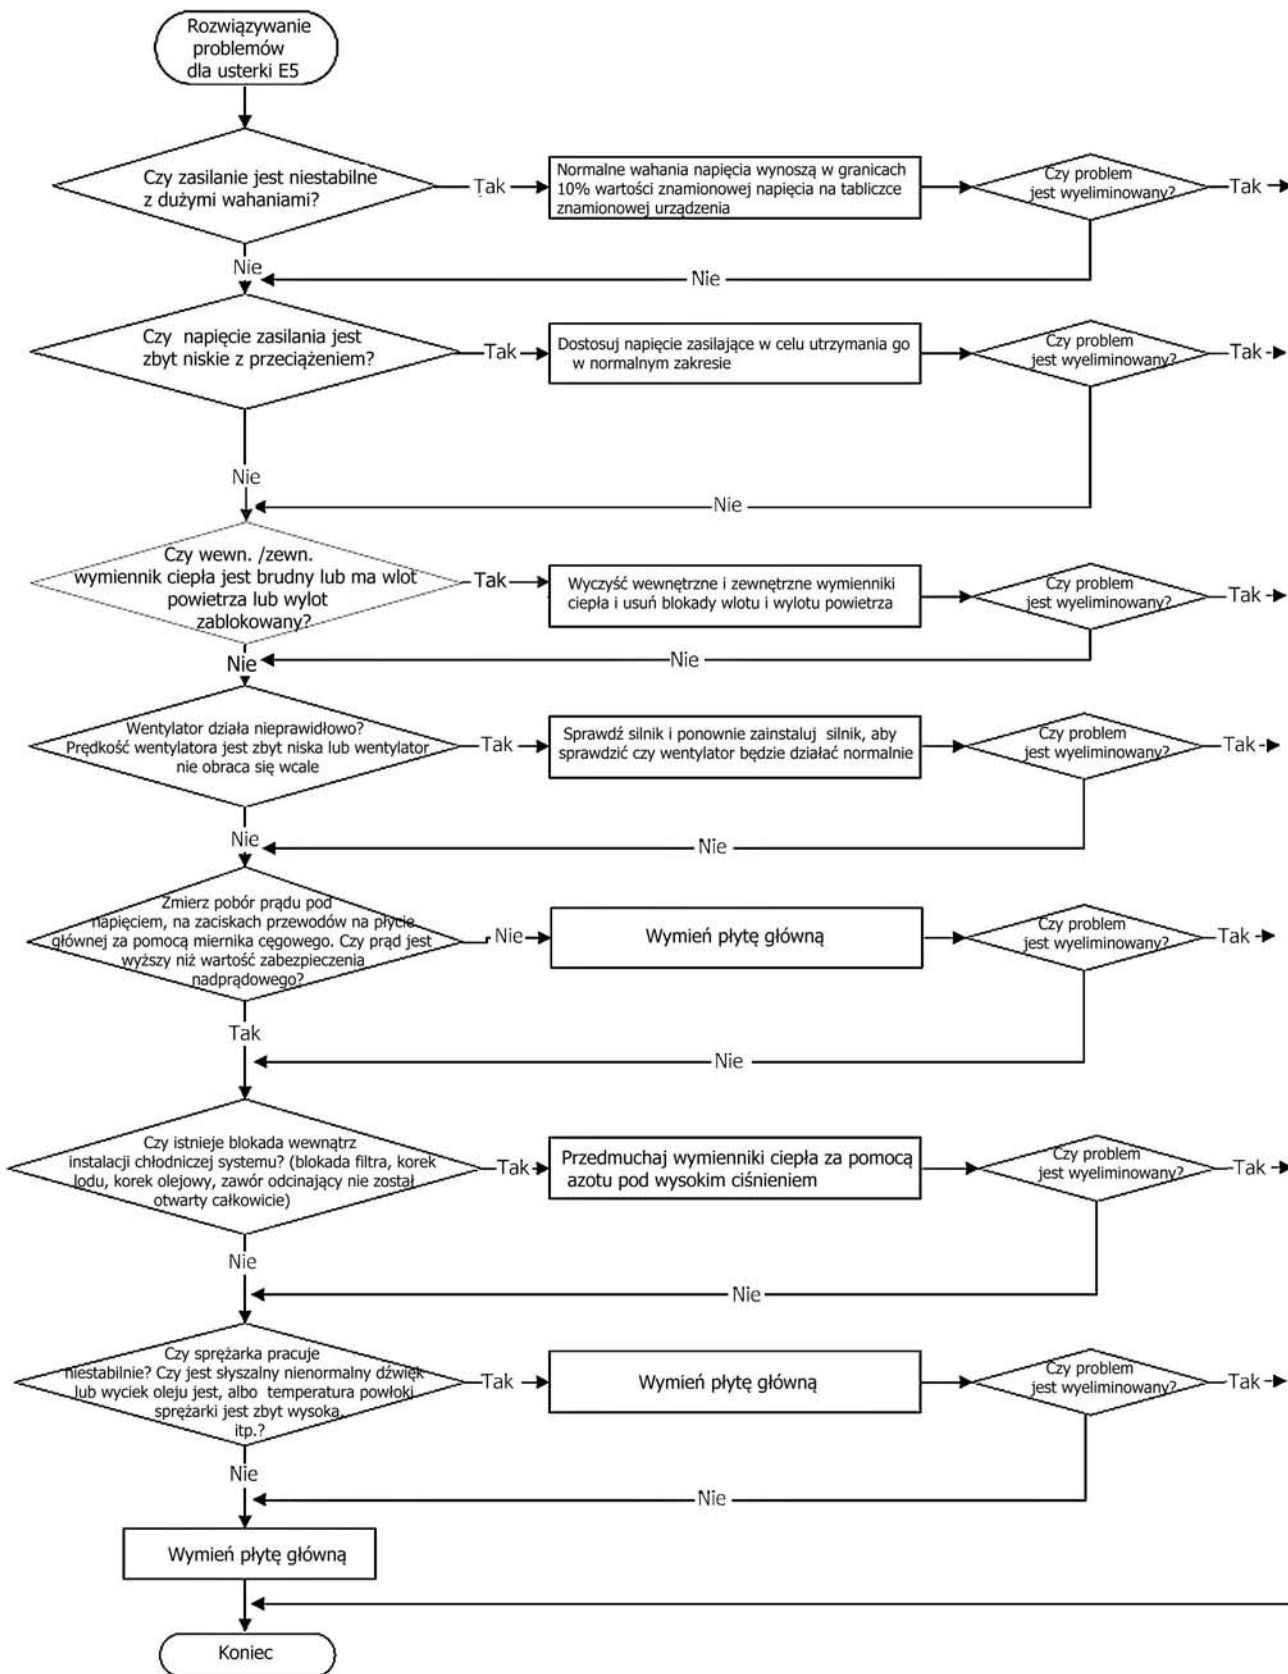 Rozwiązywanie
problemów
dla usterki E5
Czy zasilanie jest niestabilne
z dużymi wahaniami?
Tak
Normalne wahania napięcia wynoszą w granicach
10% wartości znamionowej napięcia na tabliczce
znamionowej urządzenia
Czy problem
jest wyeliminowany?
Tak
Nie
Nie
Czy napięcie zasilania jest
zbyt niskie z przeciążeniem?
Tak
Dostosuj napięcie zasilające w celu utrzymania go
w normalnym zakresie
Czy problem
jest wyeliminowany?
Tak
Nie
Nie
Czy wewn. /zewn.
wymiennik ciepła jest brudny lub ma wlot
powietrza lub wylot
zablokowany?
Tak
Wyczyść wewnętrzne i zewnętrzne wymienniki
ciepła i usuń blokady wlotu i wylotu powietrza
Czy problem
jest wyeliminowany?
Tak
Nie
Nie
Wentylator działa nieprawidłowo?
Prędkość wentylatora jest zbyt niska lub wentylator
nie obraca się wcale
Tak
Sprawdź silnik i ponownie zainstaluj silnik, aby
sprawdzić czy wentylator będzie działać normalnie
Czy problem
jest wyeliminowany?
Tak
Nie
Nie
Zmierz pobór prądu pod
napięciem, na zaciskach przewodów na płycie
głównej za pomocą miernika cęgowego. Czy prąd jest
wyższy niż wartość zabezpieczenia
nadprądowego?
Nie
Wymień płytę główną
Czy problem
jest wyeliminowany?
Tak
Tak
Nie
Czy istnieje blokada wewnątrz
instalacji chłodniczej systemu? (blokada filtra, korek
lodu, korek olejowy, zawór odcinający nie został
otwarty całkowicie)
Tak
Przedmuchaj wymienniki ciepła za pomocą
azotu pod wysokim ciśnieniem
Czy problem
jest wyeliminowany?
Tak
Nie
Nie
Czy sprężarka pracuje
niestabilnie? Czy jest słyszalny nienormalny dźwięk
lub wyciek oleju jest, albo temperatura powłoki
sprężarki jest zbyt wysoka,
itp.?
Tak
Wymień płytę główną
Czy problem
jest wyeliminowany?
Tak
Nie
Nie
Wymień płytę główną
Koniec